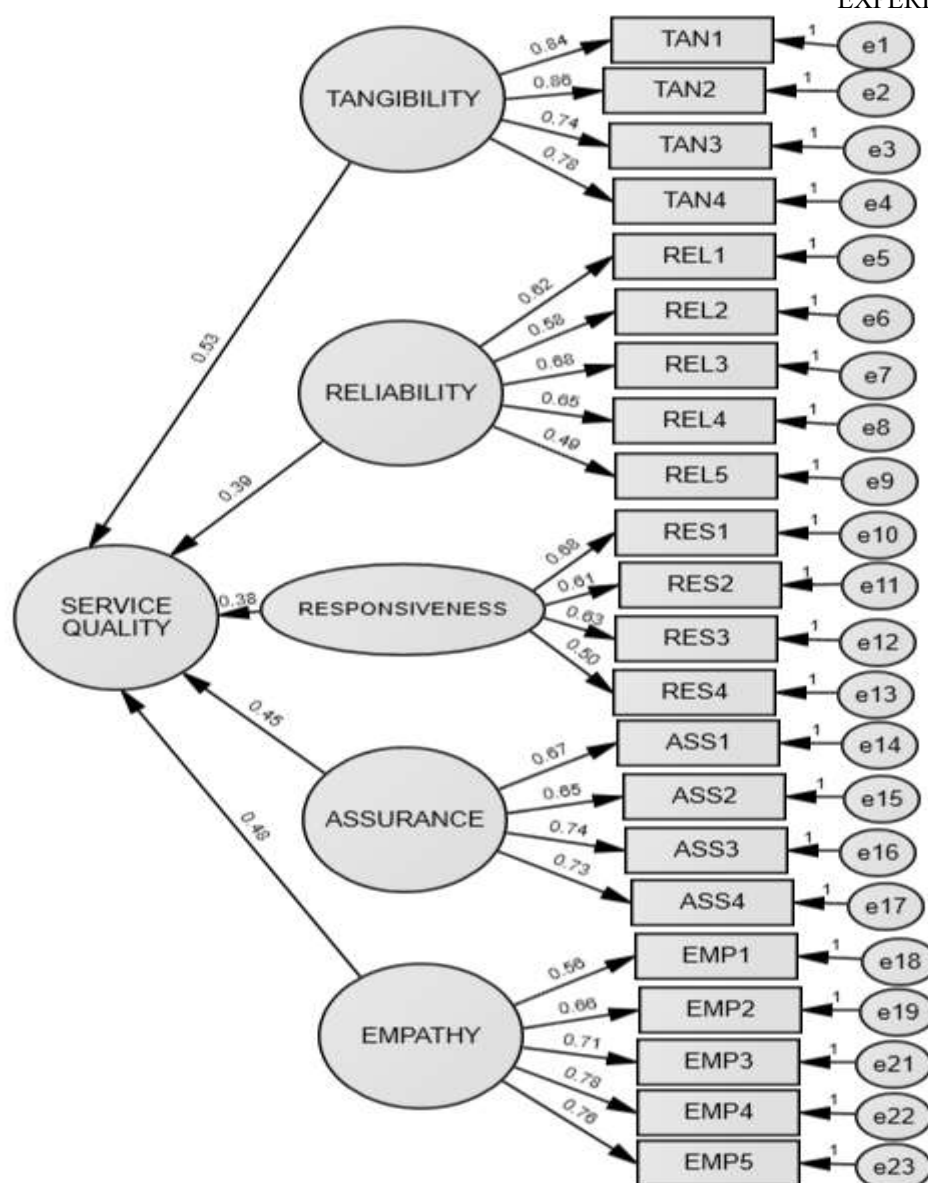 EXPERI
0.84
TAN1
1
e1
TANGIBILITY
0.86
TAN2
1
e2
0.74
TAN3
1
e3
0.78
TAN4
1
e4
0.53
0.62
REL1
1
e5
RELIABILITY
0.58
REL2
1
e6
0.68
REL3
1
e7
0.65
REL4
1
e8
0.49
REL5
1
e9
0.39
SERVICE
QUALITY
0.38
RESPONSIVENESS
0.68
RES1
1
e10
0.61
RES2
1
e11
0.63
RES3
1
e12
0.50
RES4
1
e13
0.45
ASSURANCE
0.67
ASS1
1
e14
0.65
ASS2
1
e15
0.74
ASS3
1
e16
0.73
ASS4
1
e17
0.48
EMPATHY
0.56
EMP1
1
e18
0.66
EMP2
1
e19
0.71
EMP3
1
e21
0.78
EMP4
1
e22
0.76
EMP5
1
e23